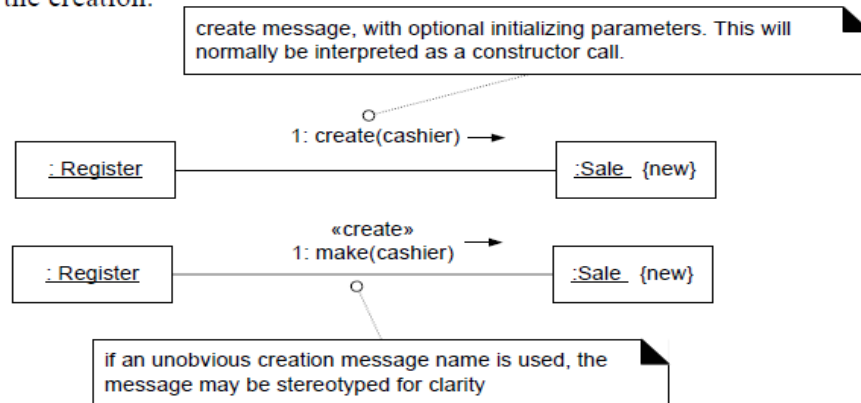 the creation.
create message, with optional initializing parameters. This will
normally be interpreted as a constructor call.
1: create(cashier)
: Register
:Sale {new}
«create»
1: make(cashier)
: Register
:Sale {new}
if an unobvious creation message name is used, the
message may be stereotyped for clarity